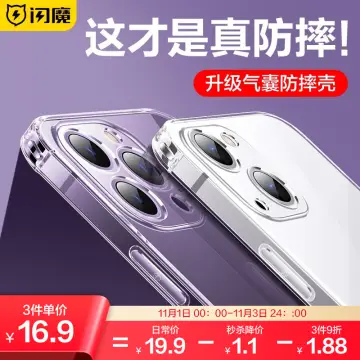 闪魔
这才是真防摔!
升级气囊防摔壳
11月1日 00:00-11月3日 24::00
3件单价
¥16.9
=
日常价
¥19.9
-
秒杀降价
¥1.1
-
3件9折
¥1.88